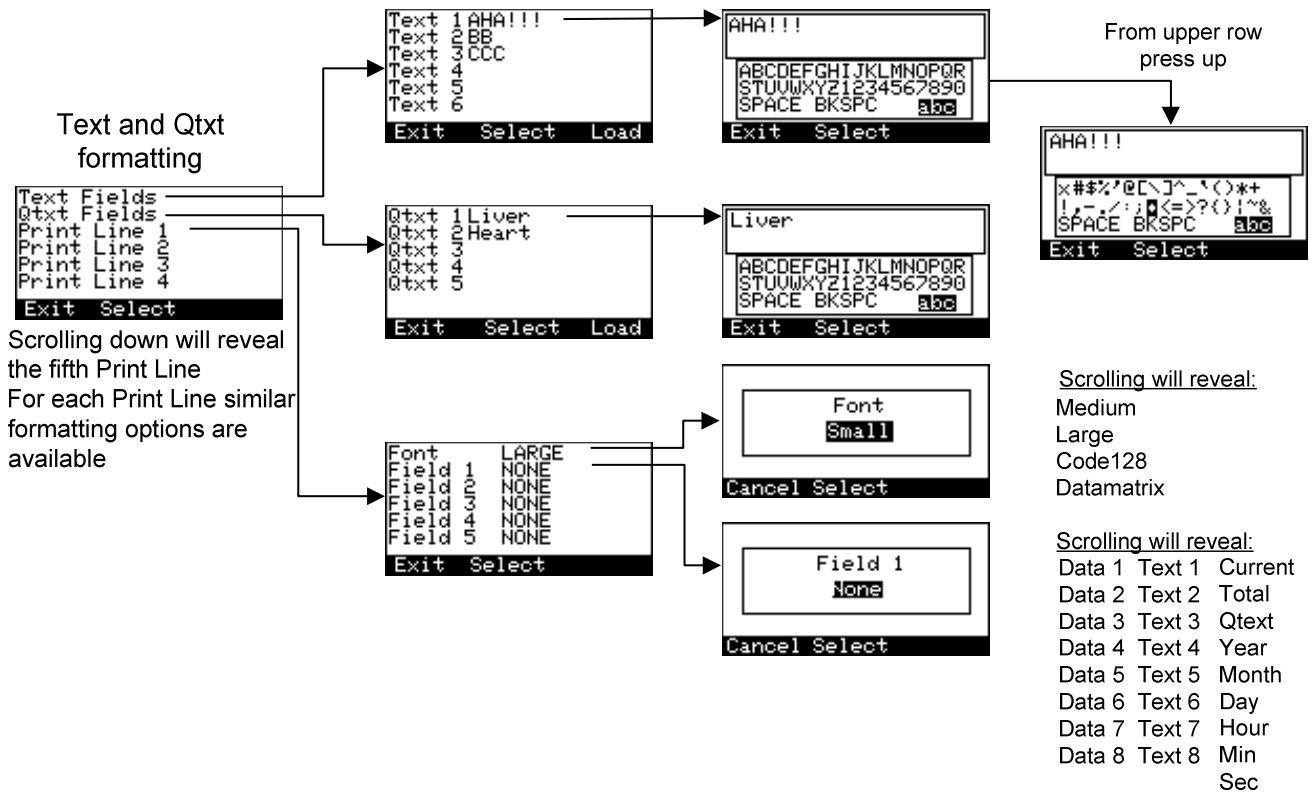 Text and Qtxt
formatting
Text Fields
Qtxt Fields
Print Line 1
Print Line 2
Print Line 3
Print Line 4
Exit Select
Scrolling down will reveal
the fifth Print Line
For each Print Line similar
formatting options are
available
Text 1 AHA!!!
Text 2 BB
Text 3 CCC
Text 4
Text 5
Text 6
Exit Select Load
AHA!!!
ABCDEFGHIJKLMNOPQR
STUVWXYZ1234567890
SPACE BKSPC abc
Exit Select
From upper row
press up
AHA!!!
SPACE BKSPC abc
Exit Select
Qtxt 1 Liver
Qtxt 2 Heart
Qtxt 3
Qtxt 4
Qtxt 5
Exit Select Load
Liver
ABCDEFGHIJKLMNOPQR
STUVWXYZ1234567890
SPACE BKSPC abc
Exit Select
Font LARGE
Field 1 NONE
Field 2 NONE
Field 3 NONE
Field 4 NONE
Field 5 NONE
Exit Select
Font
Small
Cancel Select
Field 1
None
Cancel Select
Scrolling will reveal:
Medium
Large
Code128
Datamatrix
Scrolling will reveal:
Data 1 Text 1 Current
Data 2 Text 2 Total
Data 3 Text 3 Qtext
Data 4 Text 4 Year
Data 5 Text 5 Month
Data 6 Text 6 Day
Data 7 Text 7 Hour
Data 8 Text 8 Min
Sec